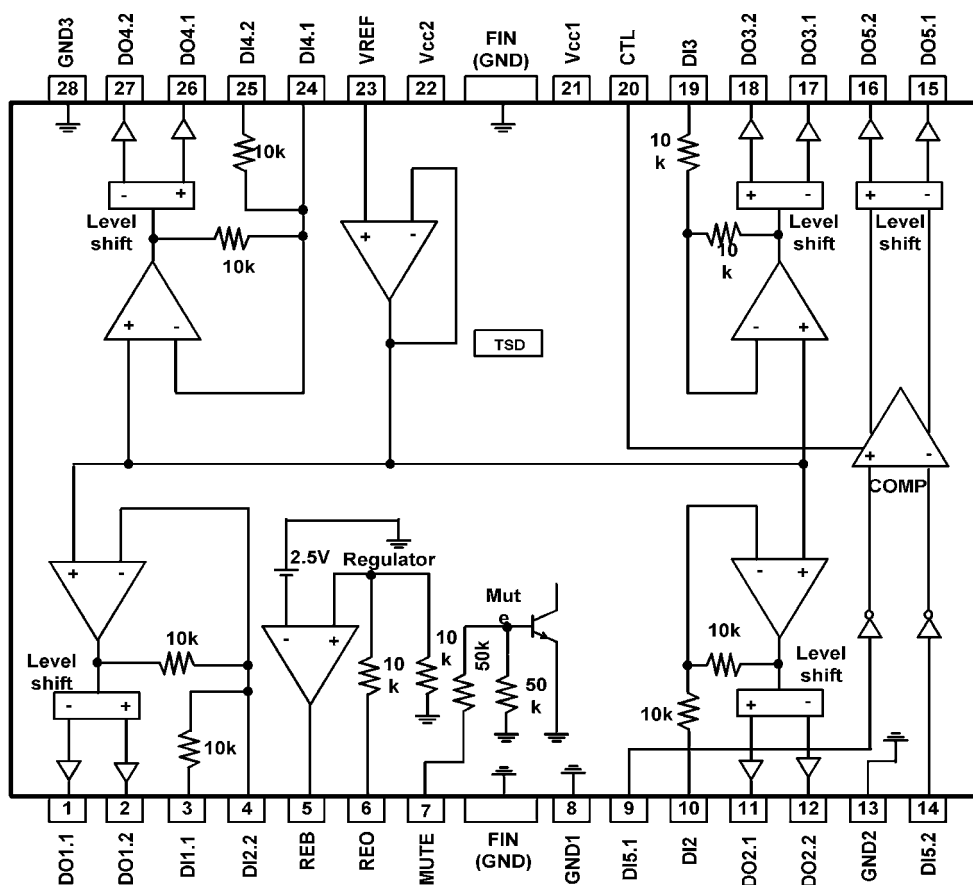 GND3
DO4.2
DO4.1
DI4.2
DI4.1
VREF
Vcc2
FIN
(GND)
Vcc1
CTL
DI3
DO3.2
DO3.1
DO5.2
DO5.1
28 27 26 25 24 23 22 21 20 19 18 17 16 15
10k
10
k
- +
+ -
+ -
Level
shift
Level
shift
Level
shift
10k
10
k
+ -
+ -
- +
TSD
+ -
COMP
+ -
2.5V
Regulator
Mut
e
- +
- +
10k
Level
shift
10
k
10
k
50k
50
k
10k
Level
shift
- +
10k
10k
+ -
1 2 3 4 5 6 7 8 9 10 11 12 13 14
DO1.1
DO1.2
DI1.1
DI2.2
REB
REO
MUTE
FIN
(GND)
GND1
DI5.1
DI2
DO2.1
DO2.2
GND2
DI5.2